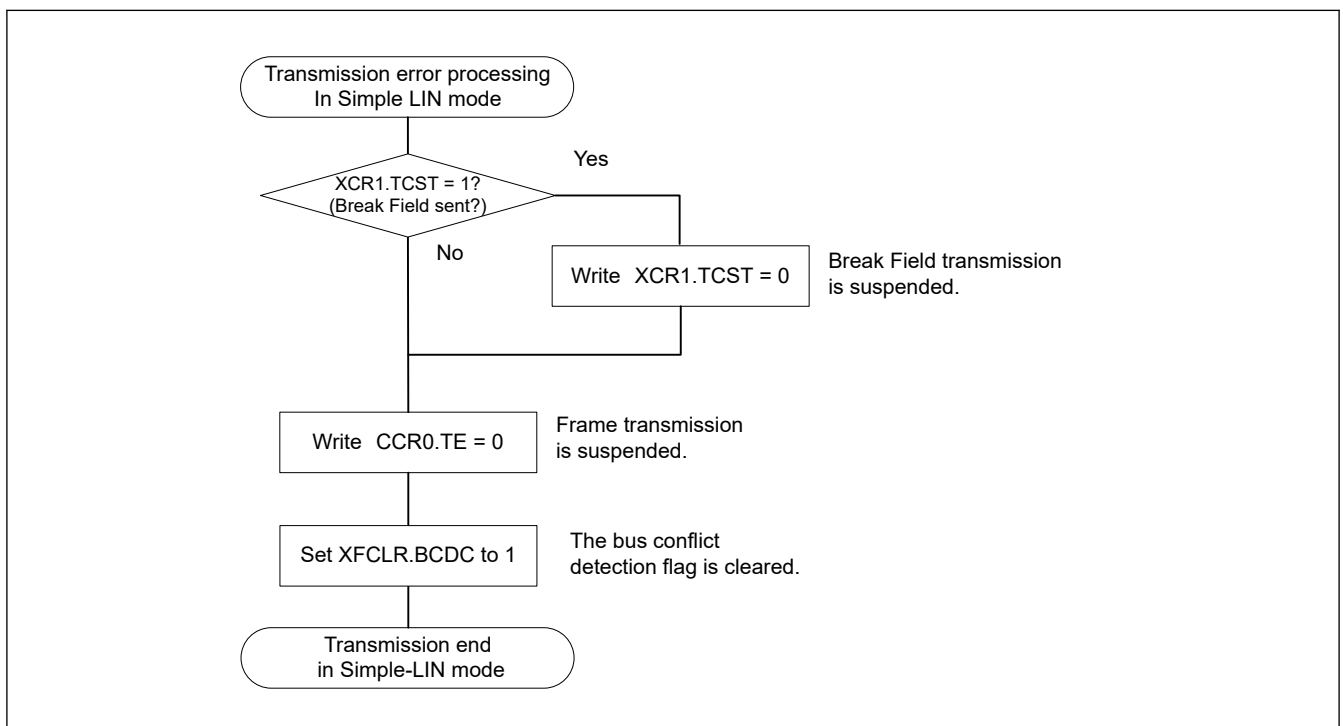 Transmission error processing
In Simple LIN mode
Yes
XCR1.TCST = 1?
(Break Field sent?)
No
Write XCR1.TCST = 0
Break Field transmission
is suspended.
Write CCR0.TE = 0
Frame transmission
is suspended.
Set XFCLR.BCDC to 1
The bus conflict
detection flag is cleared.
Transmission end
in Simple-LIN mode